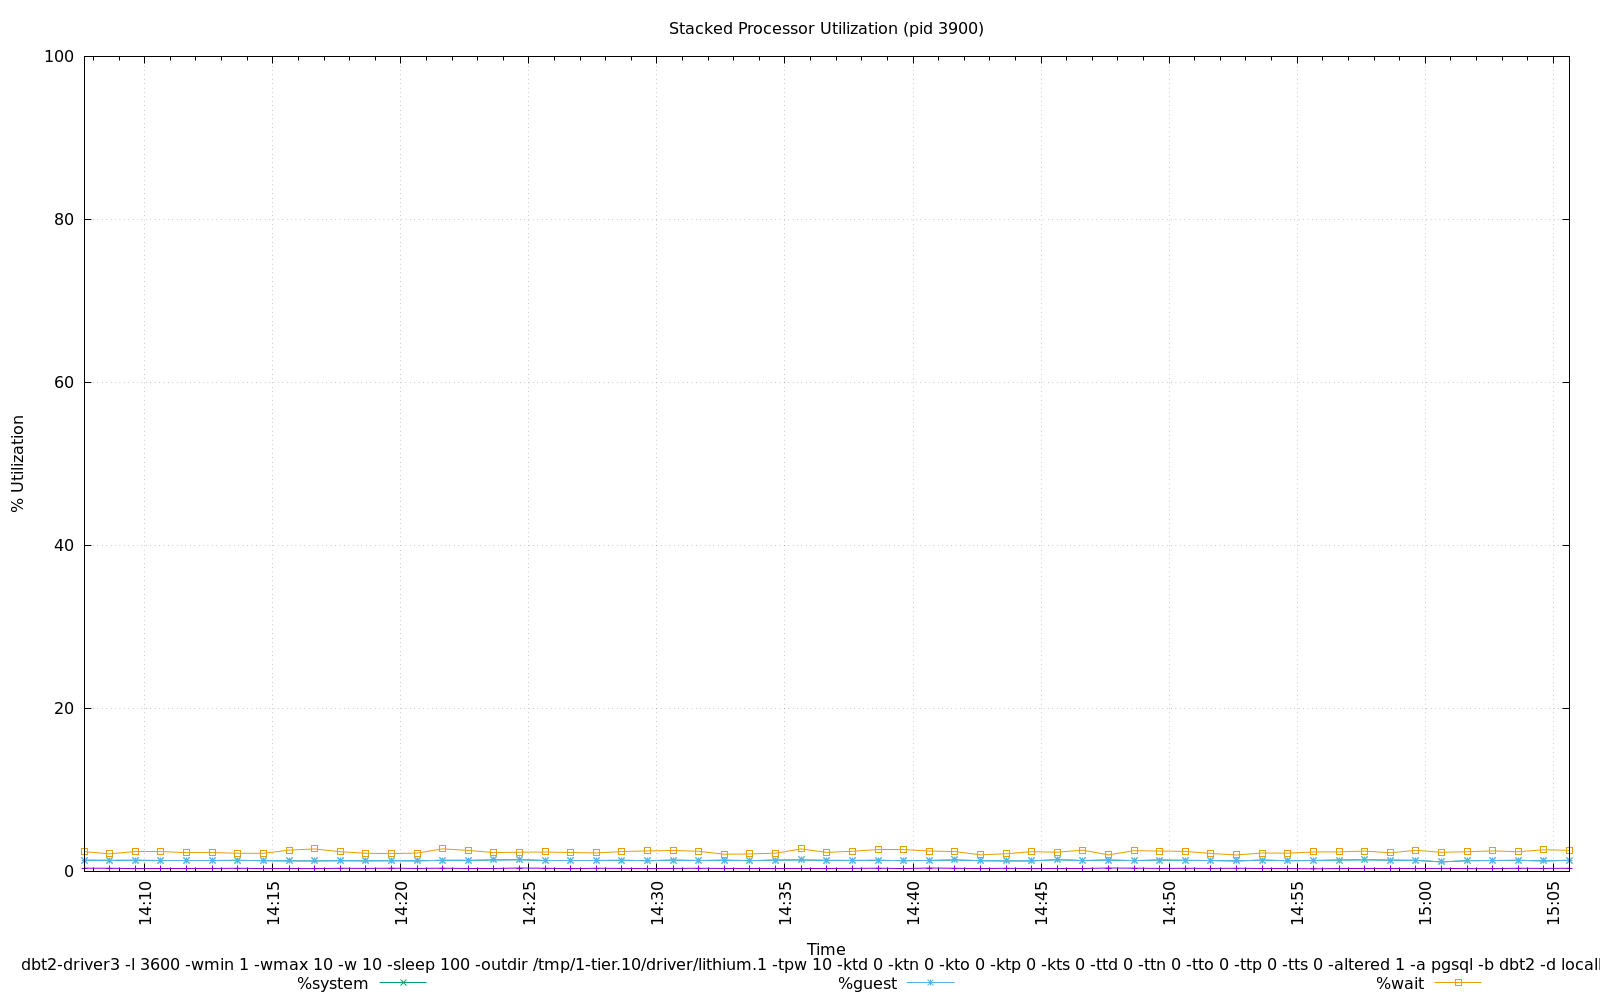 Stacked Processor Utilization (pid 3900)
100
80
60
40
20
0
% Utilization
14:10 14:15 14:20 14:25 14:30 14:35 14:40 14:45 14:50 14:55 15:00 15:05
Time
dbt2-driver3 -l 3600 -wmin 1 -wmax 10 -w 10 -sleep 100 -outdir /tmp/1-tier.10/driver/lithium.1 -tpw 10 -ktd 0 -ktn 0 -kto 0 -ktp 0 -kts 0 -ttd 0 -ttn 0 -tto 0 -ttp 0 -tts 0 -altered 1 -a pgsql -b dbt2 -d local
%system %guest %wait